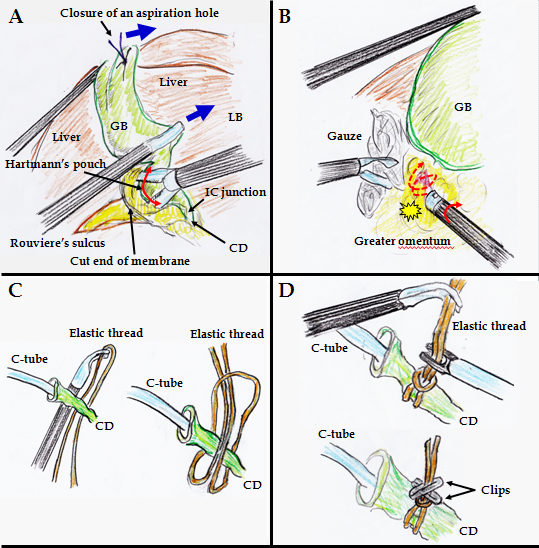 A
Closure of an aspiration hole
Liver
Liver
GB
LB
Hartmann's pouch
IC junction
Rouviere's sulcus
CD
Cut end of membrane
B
GB
Gauze
Greater omentum
C
Elastic thread
Elastic thread
C-tube
C-tube
CD
CD
D
Elastic thread
C-tube
CD
C-tube
Clips
CD